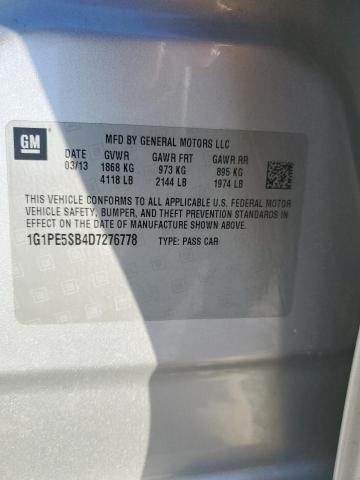 GM
MFD BY GENERAL MOTORS LLC
DATE GVWR GAWR FRT GAWR RR
03/13 1868 KG 973 KG 895 KG
4118 LB 2144 LB 1974 LB
THIS VEHICLE CONFORMS TO ALL APPLICABLE U.S. FEDERAL MOTOR
VEHICLE SAFETY, BUMPER, AND THEFT PREVENTION STANDARDS IN
EFFECT ON THE DATE OF MANUFACTURE SHOWN ABOVE.
1G1PE5SB4D7276778 TYPE: PASS CAR